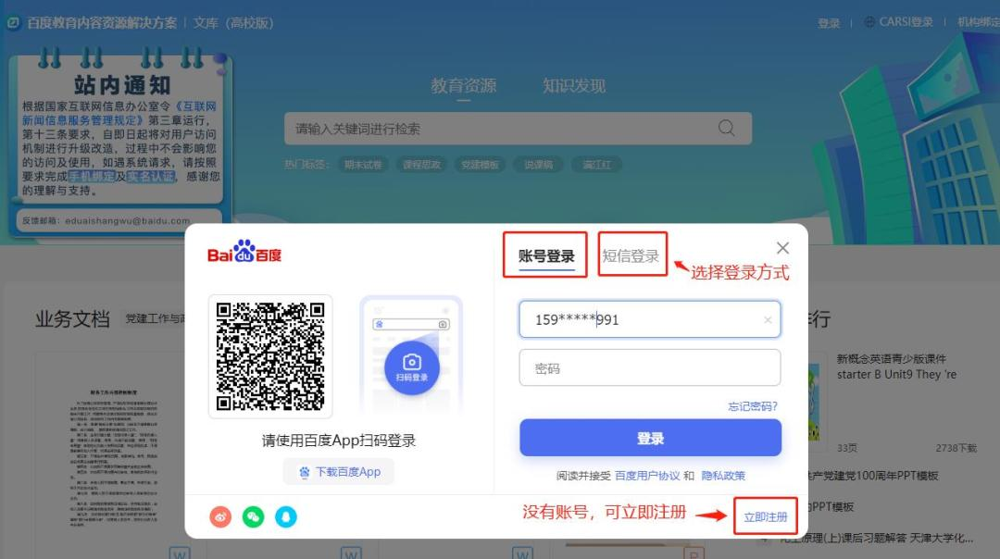 百度教育内容资源解决方案 | 文库（高校版）
登录 | CARSI登录 | 机构绑定
站内通知
根据国家互联网信息办公室令《互联网
新闻信息服务管理规定》第三章运行，
第十三条要求，自即日起将对用户访问
机制进行升级改造，过程中不会影响您
的访问及使用，如遇系统请求，请按照
要求完成手机绑定及实名认证，感谢您
的理解与支持。
反馈邮箱：eduaishangwu@baidu.com
教育资源 知识发现
请输入关键词进行检索
热门标签： 期末试卷 课程思政 党建模板 说课稿 满江红
Bai du 百度
账号登录 短信登录
选择登录方式
159*****991
密码
忘记密码?
登录
扫码登录
请使用百度App扫码登录
下载百度App
阅读并接受 百度用户协议 和 隐私政策
没有账号，可立即注册
立即注册
业务文档 党建工作与
行
新概念英语青少版课件
starter B Unit9 They 're
33页 2738下载
产党建党100周年PPT模板
的PPT模板
原理(上)课后习题解答 天津大学化...
W W W P